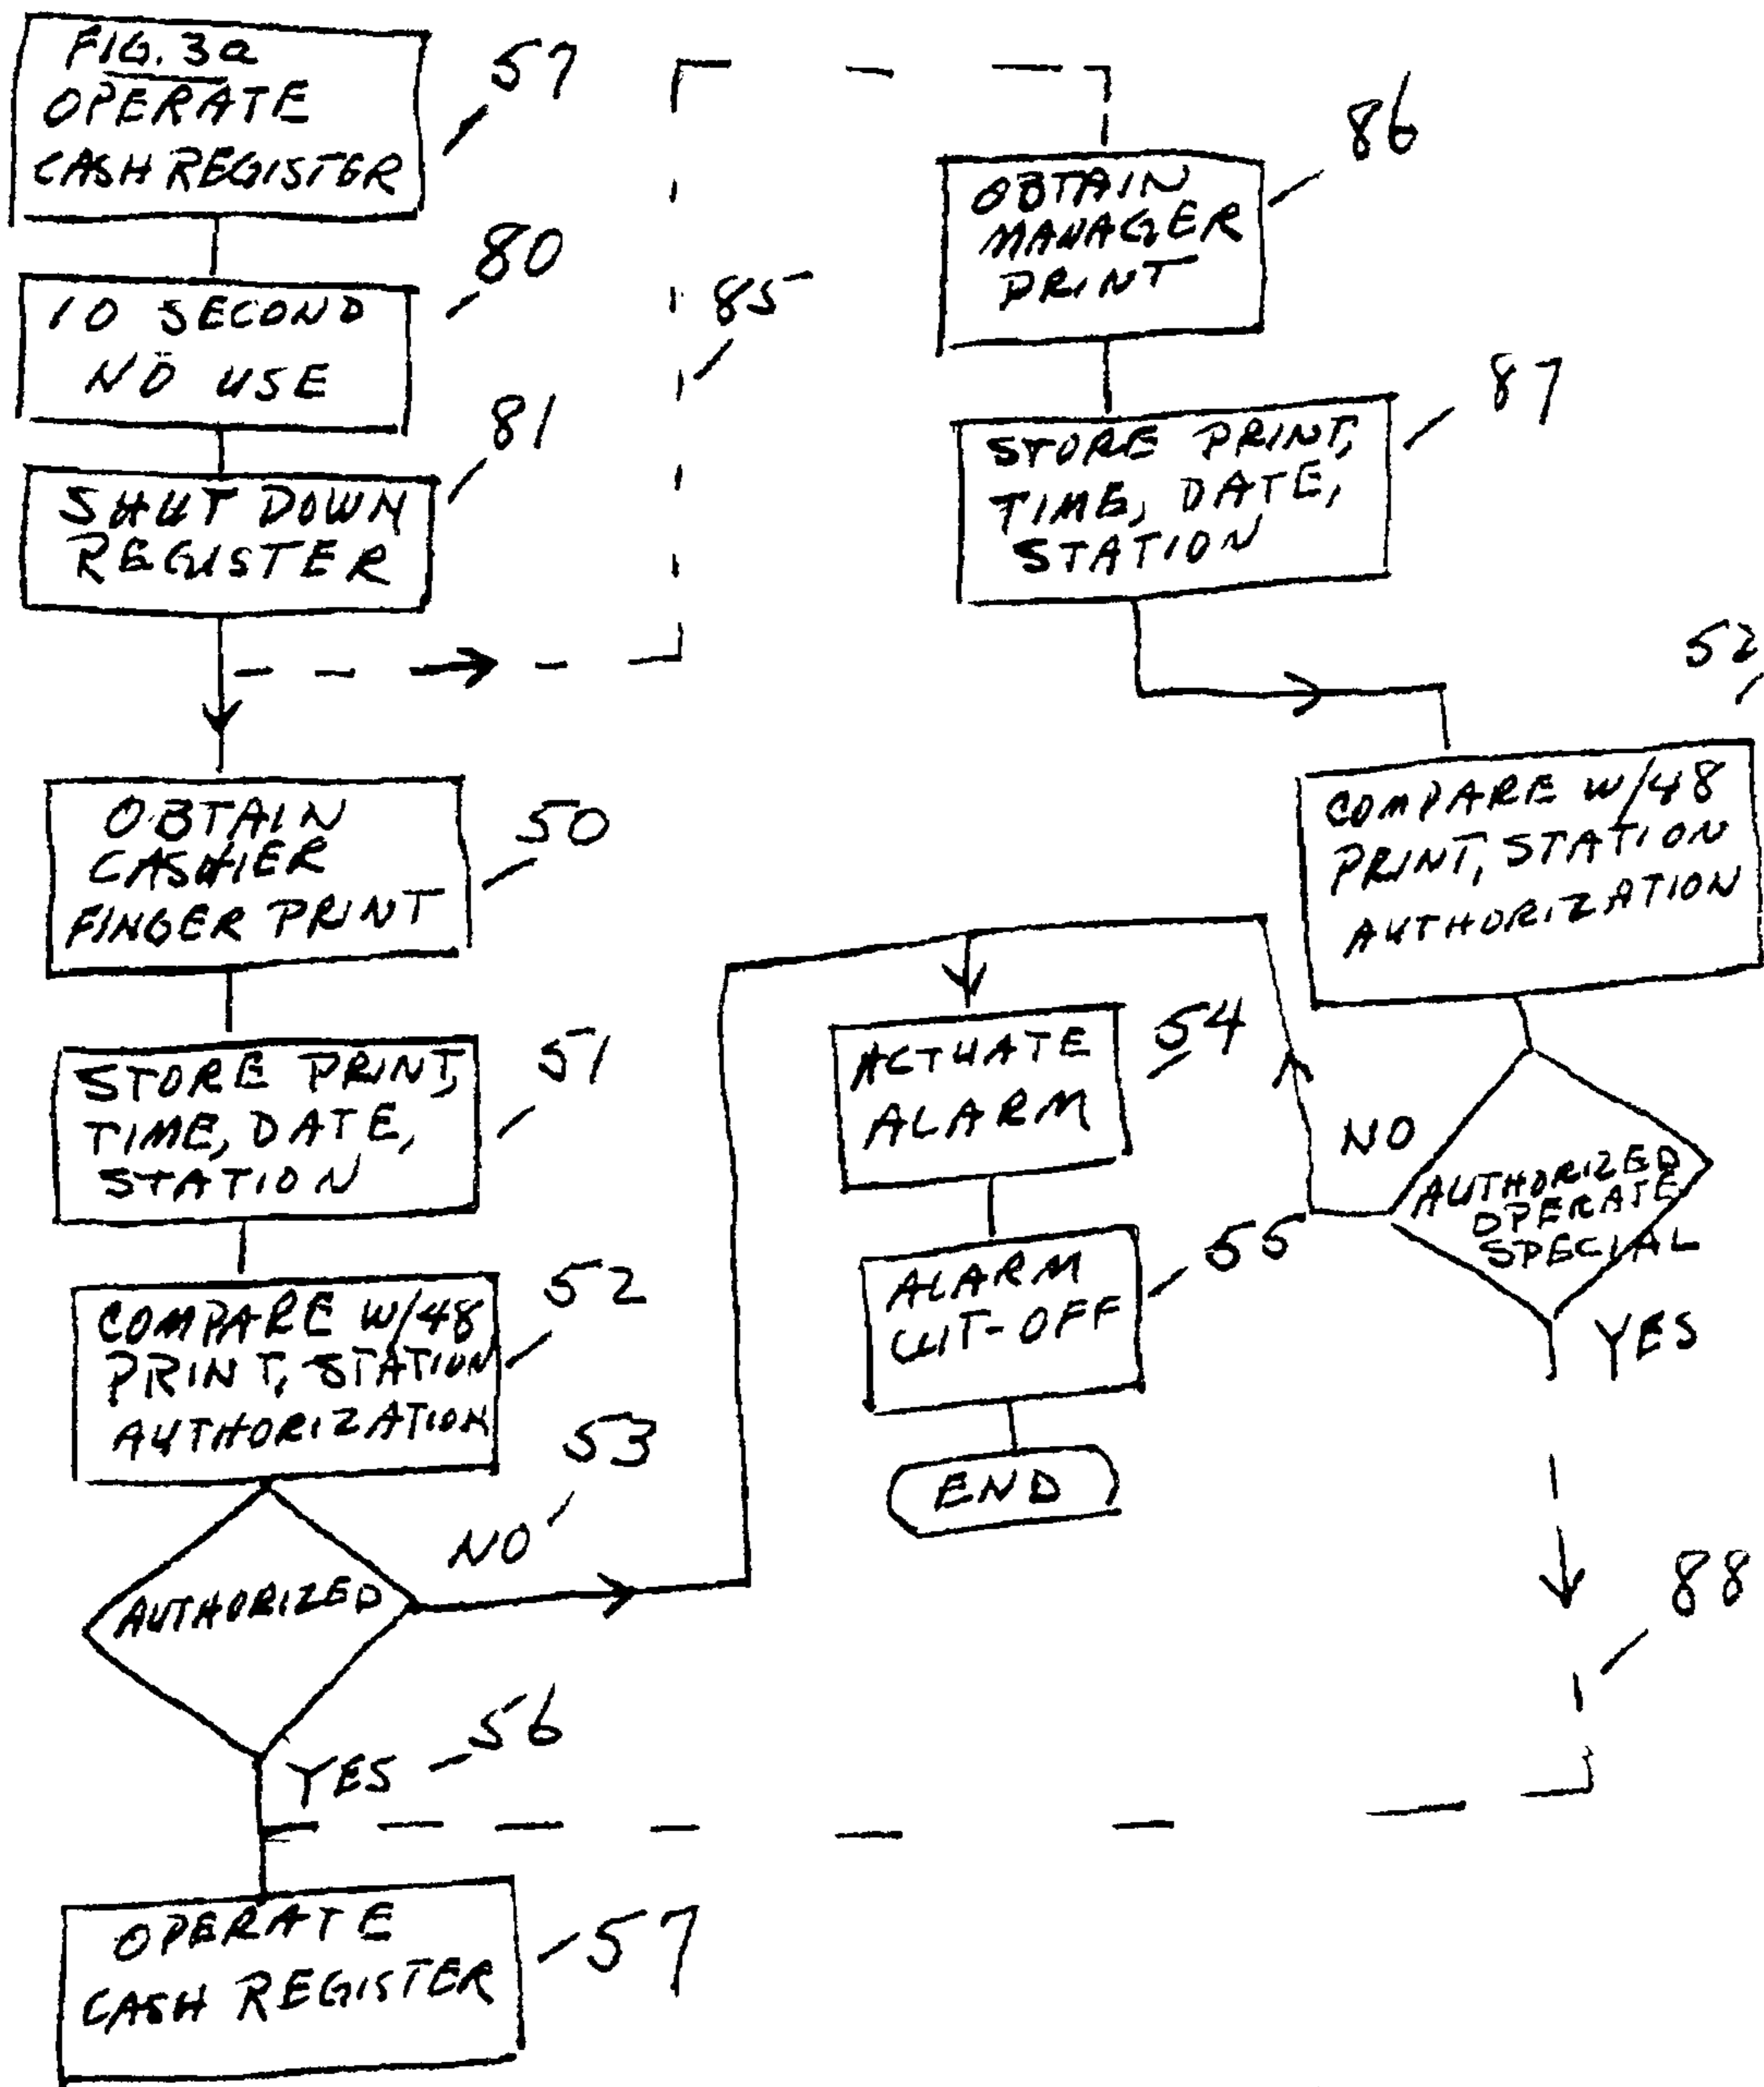 FIG. 3a
OPERATE
CASH REGISTER
57
10 SECOND
NO USE
80
SHUT DOWN
REGISTER
81
85
OBTAIN
MANAGER
PRINT
86
STORE PRINT,
TIME, DATE,
STATION
87
OBTAIN
CASHIER
FINGER PRINT
50
STORE PRINT,
TIME, DATE,
STATION
51
COMPARE W/48
PRINT, STATION
AUTHORIZATION
52
AUTHORIZED
NO
53
YES
56
OPERATE
CASH REGISTER
57
COMPARE W/48
PRINT, STATION
AUTHORIZATION
52
AUTHORIZED
OPERATE
SPECIAL
NO
YES
ACTUATE
ALARM
54
ALARM
CUT-OFF
55
END
88